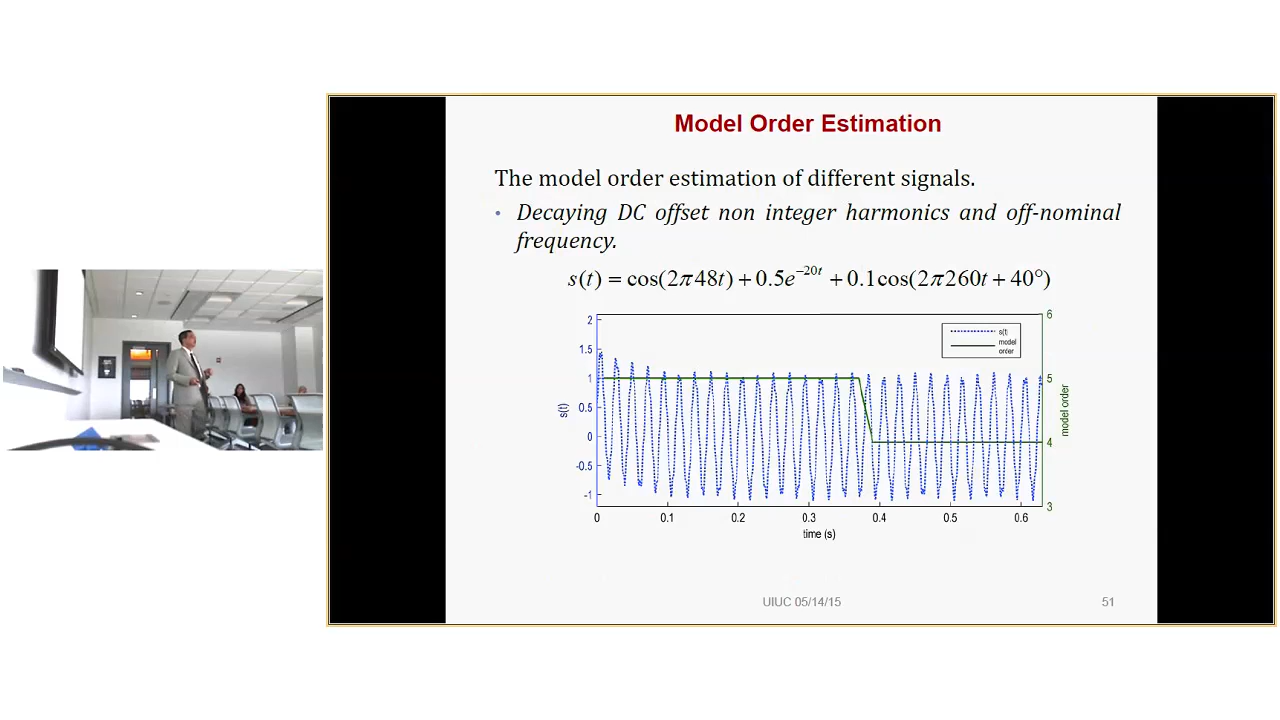 Model Order Estimation
The model order estimation of different signals.
• Decaying DC offset non integer harmonics and off-nominal
frequency.
s(t) = cos(2π48t) + 0.5e^{-20t} + 0.1cos(2π260t + 40°)
2
1.5
1
0.5
0
-0.5
-1
s(t)
6
5
4
3
model order
s(t)
model
order
0 0.1 0.2 0.3 0.4 0.5 0.6
time (s)
UIUC 05/14/15 51